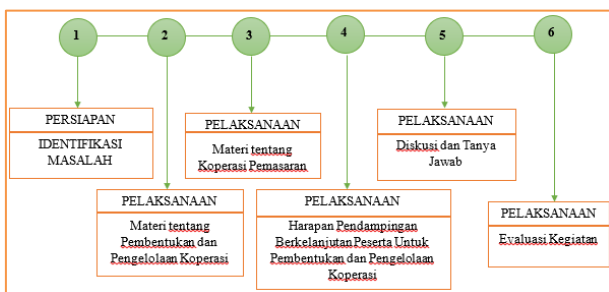 1
2
3
4
5
6
PERSIAPAN
IDENTIFIKASI
MASALAH
PELAKSANAAN
Materi tentang
Pembentukan dan
Pengelolaan Koperasi
PELAKSANAAN
Materi tentang
Koperasi Pemasaran
PELAKSANAAN
Harapan Pendampingan
Berkelanjutan Peserta Untuk
Pembentukan dan Pengelolaan
Koperasi
PELAKSANAAN
Diskusi dan Tanya
Jawab
PELAKSANAAN
Evaluasi Kegiatan